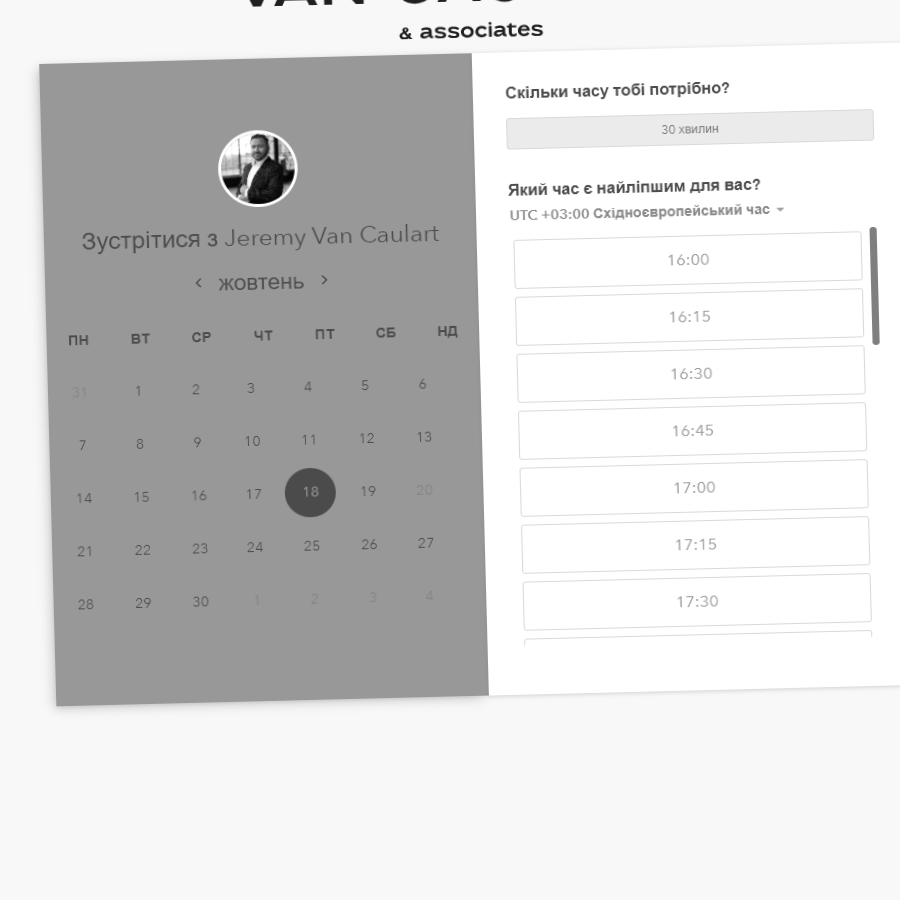 & associates
Зустрітися з Jeremy Van Caulart
жовтень
ПН ВТ СР ЧТ ПТ СБ НД
31 1 2 3 4 5 6
7 8 9 10 11 12 13
14 15 16 17 18 19 20
21 22 23 24 25 26 27
28 29 30 1 2 3 4
Скільки часу тобі потрібно?
30 хвилин
Який час є найліпшим для вас?
UTC +03:00 Східноєвропейський час
16:00
16:15
16:30
16:45
17:00
17:15
17:30